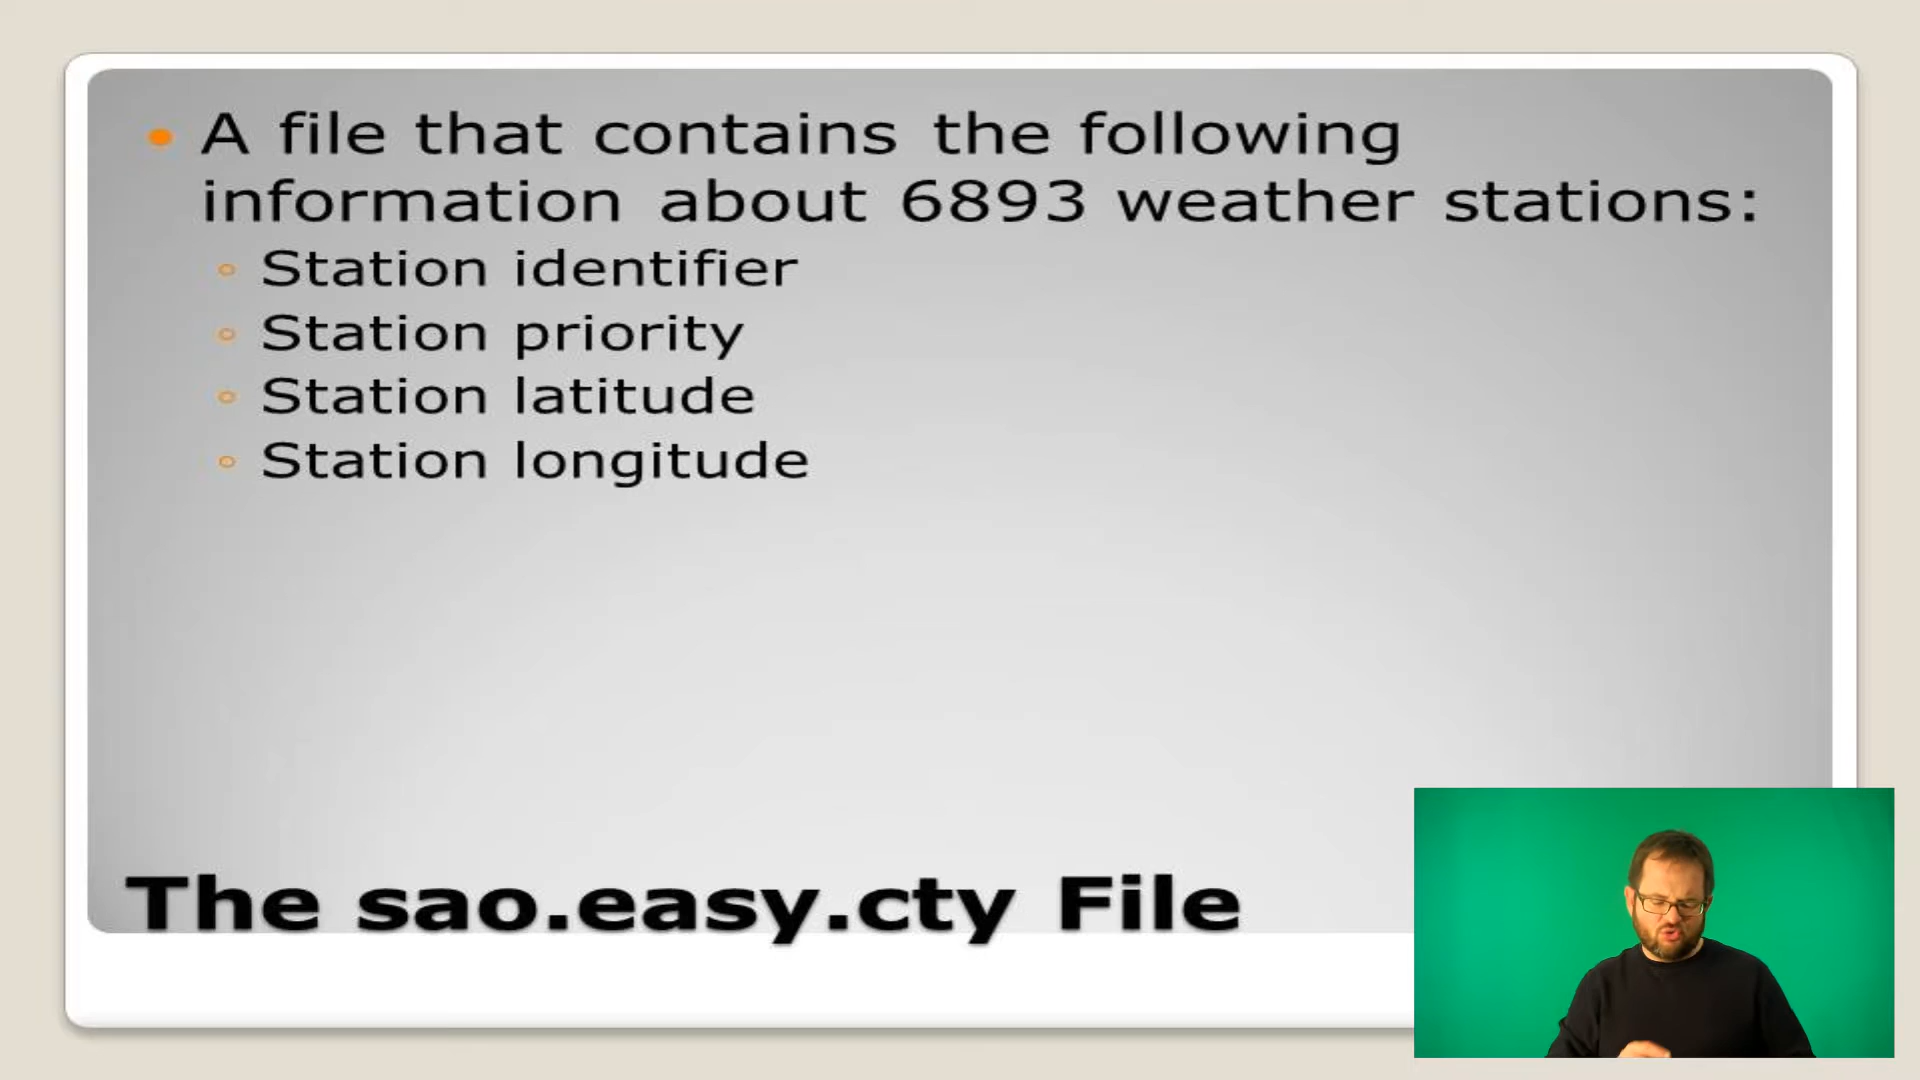 A file that contains the following
information about 6893 weather stations:
Station identifier
Station priority
Station latitude
Station longitude
The sao.easy.cty File